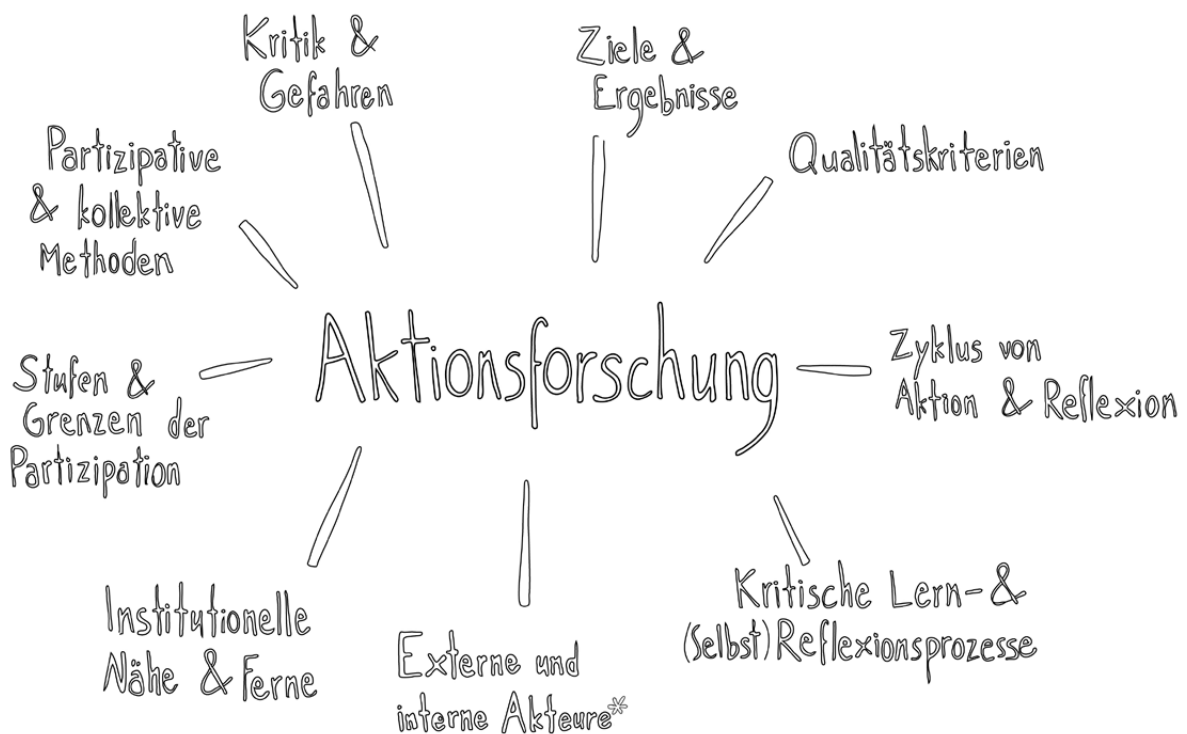 Kritik &
Gefahren
Ziele &
Ergebnisse
Qualitätskriterien
Partizipative
& kollektive
Methoden
Aktionsforschung
Zyklus von
Aktion & Reflexion
Stufen &
Grenzen der
Partizipation
Kritische Lern- &
(Selbst)Reflexionsprozesse
Institutionelle
Nähe & Ferne
Externe und
interne Akteure*